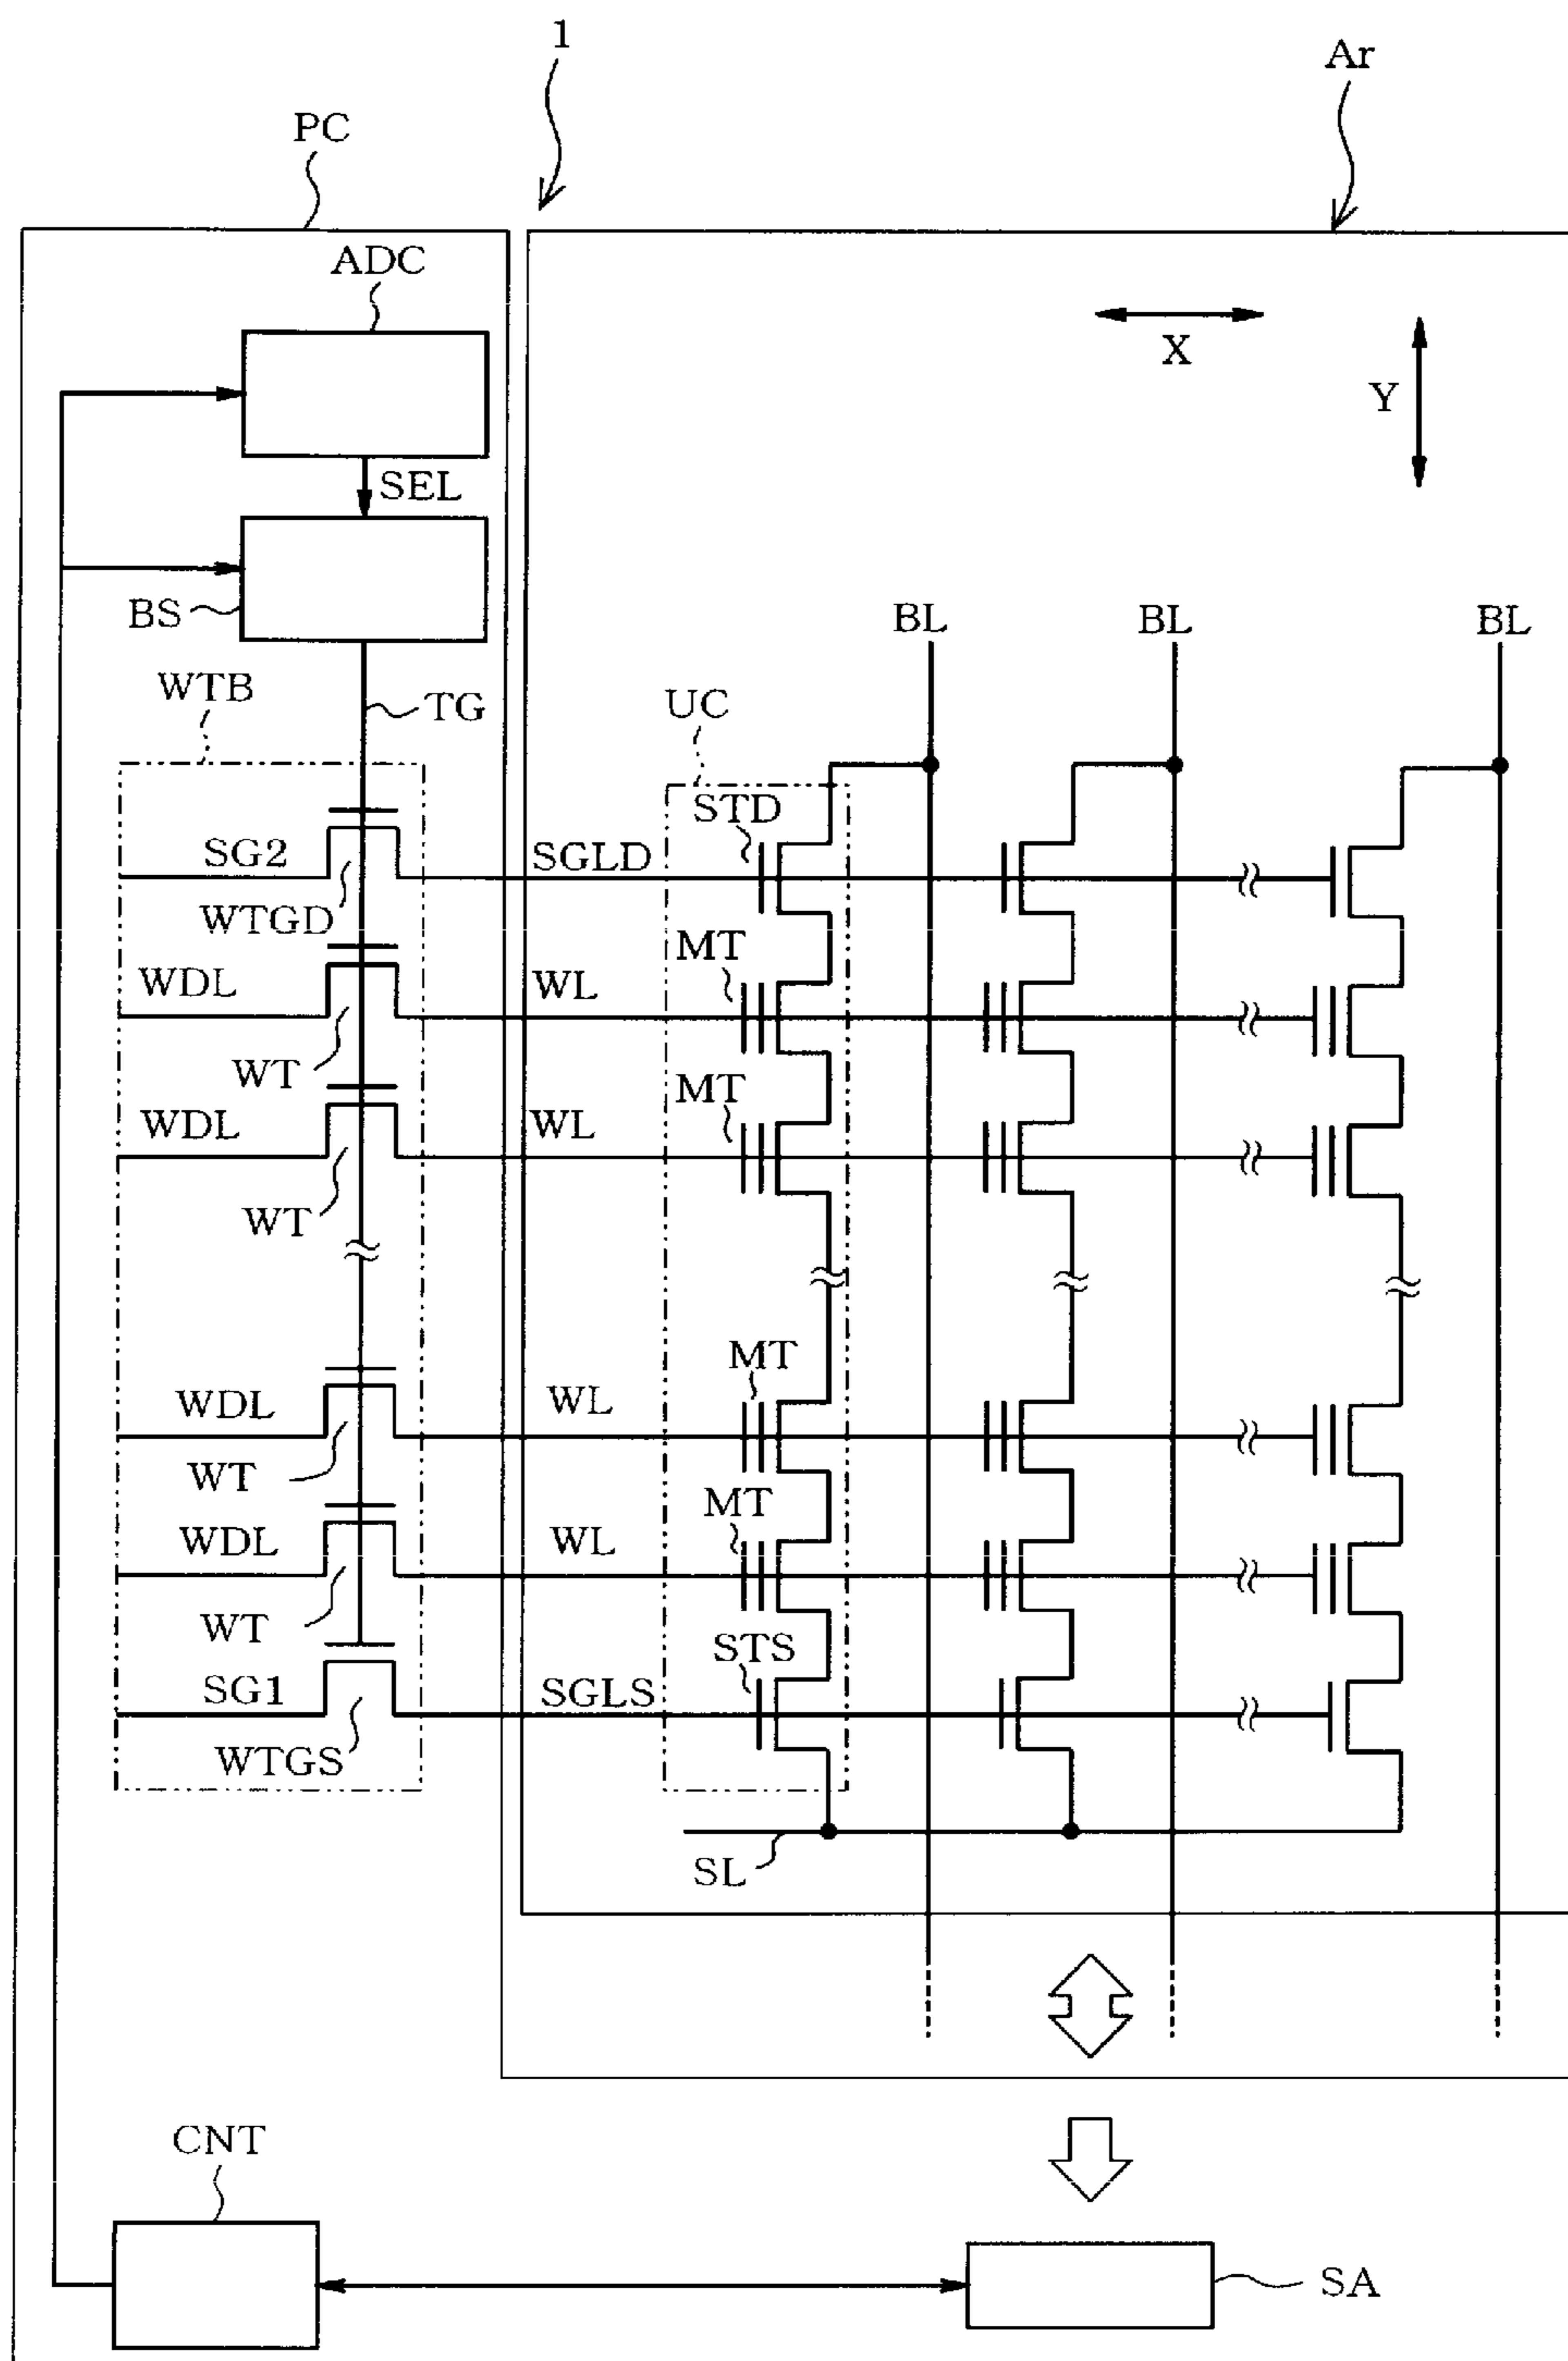 1
Ar
PC
ADC
X
Y
SEL
BS
BL BL BL
WTB
TG
UC
STD
SG2
SGLD
WTGD
MT
WDL
WL
WT
MT
WDL
WL
WT
MT
WDL
WL
WT
MT
WDL
WL
WT
STS
SG1
SGLS
WTGS
SL
CNT
SA